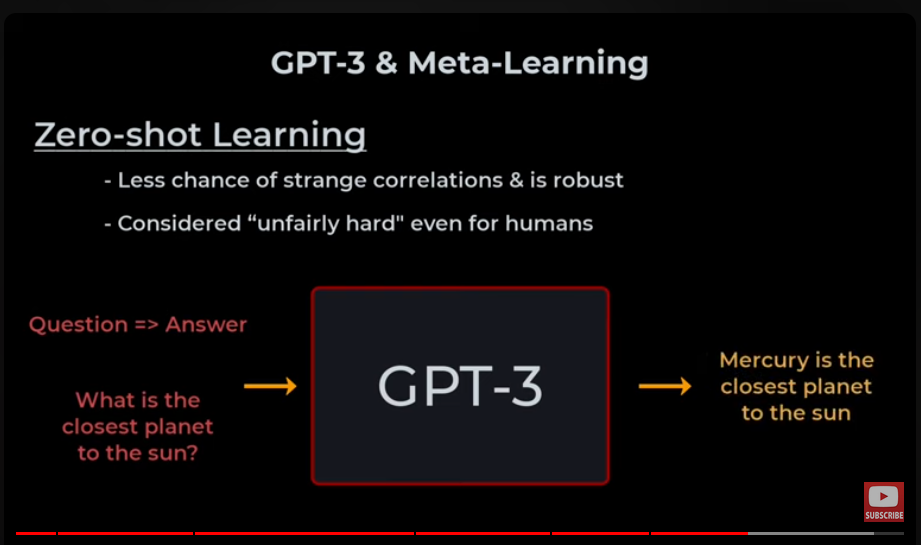 GPT-3 & Meta-Learning
Zero-shot Learning
- Less chance of strange correlations & is robust
- Considered “unfairly hard" even for humans
Question => Answer
What is the
closest planet
to the sun?
GPT-3
Mercury is the
closest planet
to the sun
SUBSCRIBE